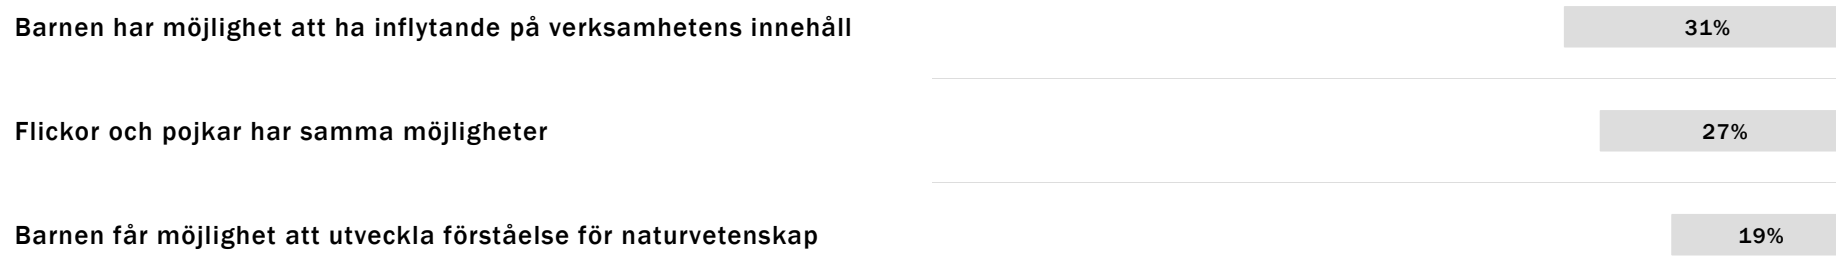 Barnen har möjlighet att ha inflytande på verksamhetens innehåll 31%
Flickor och pojkar har samma möjligheter 27%
Barnen får möjlighet att utveckla förståelse för naturvetenskap 19%